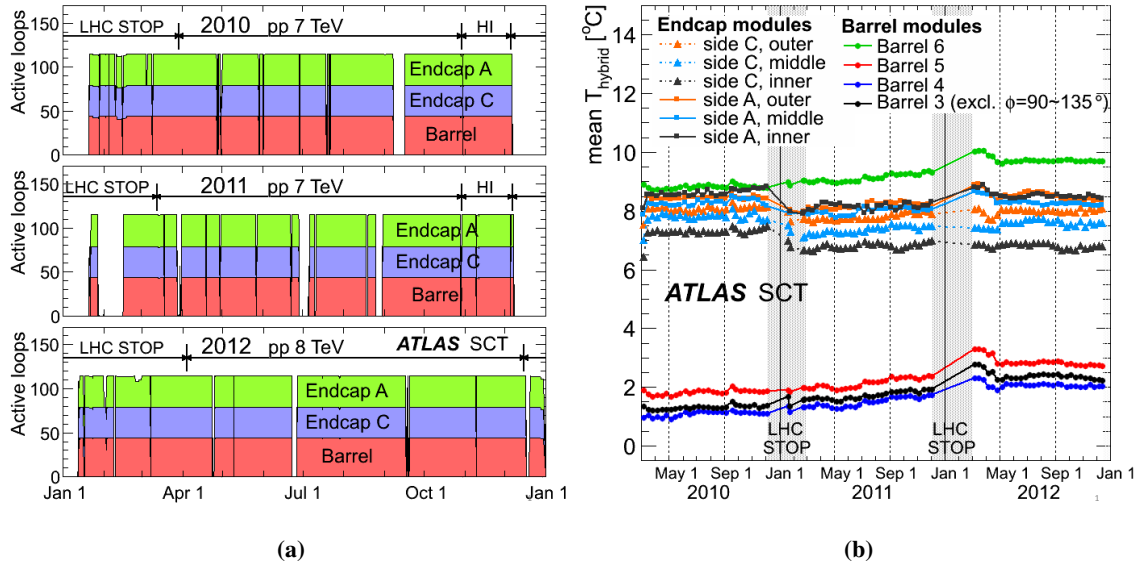 Active loops
150
100
50
0
LHC STOP
2010 pp 7 TeV
HI
Endcap A
Endcap C
Barrel
Active loops
150
100
50
0
LHC STOP
2011 pp 7 TeV
HI
Endcap A
Endcap C
Barrel
Active loops
150
100
50
0
LHC STOP
2012 pp 8 TeV
ATLAS SCT
Endcap A
Endcap C
Barrel
Jan 1 Apr 1 Jul 1 Oct 1 Jan 1
(a)
mean T hybrid [°C]
14
12
10
8
6
4
2
0
Endcap modules
side C, outer
side C, middle
side C, inner
side A, outer
side A, middle
side A, inner
Barrel modules
Barrel 6
Barrel 5
Barrel 4
Barrel 3 (excl. ϕ=90~135°)
ATLAS SCT
LHC STOP
LHC STOP
May 1 Sep 1 Jan 1 May 1 Sep 1 Jan 1 May 1 Sep 1 Jan 1
2010 2011 2012
1
(b)